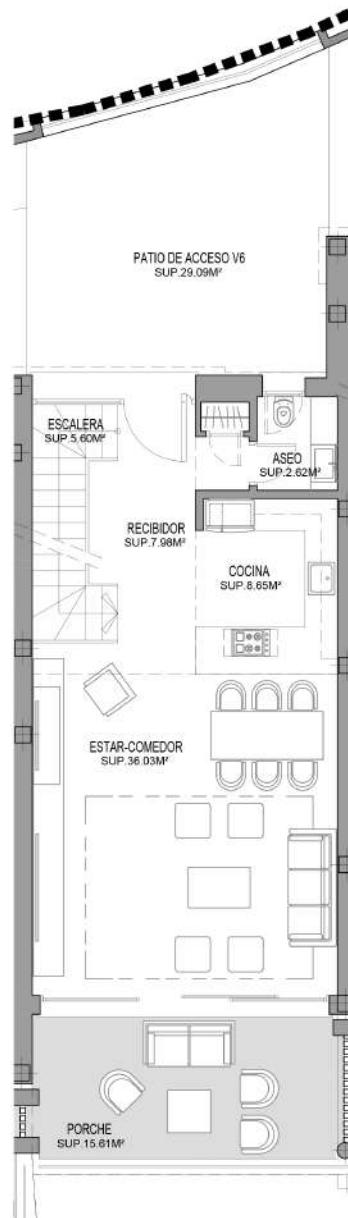 PATIO DE ACCESO V6
SUP.29.09M²
ESCALERA
SUP.5.60M²
ASEO
SUP.2.62M²
RECIBIDOR
SUP.7.98M²
COCINA
SUP.8.65M²
ESTAR-COMEDOR
SUP.36.03M²
PORCHE
SUP.15.61M²